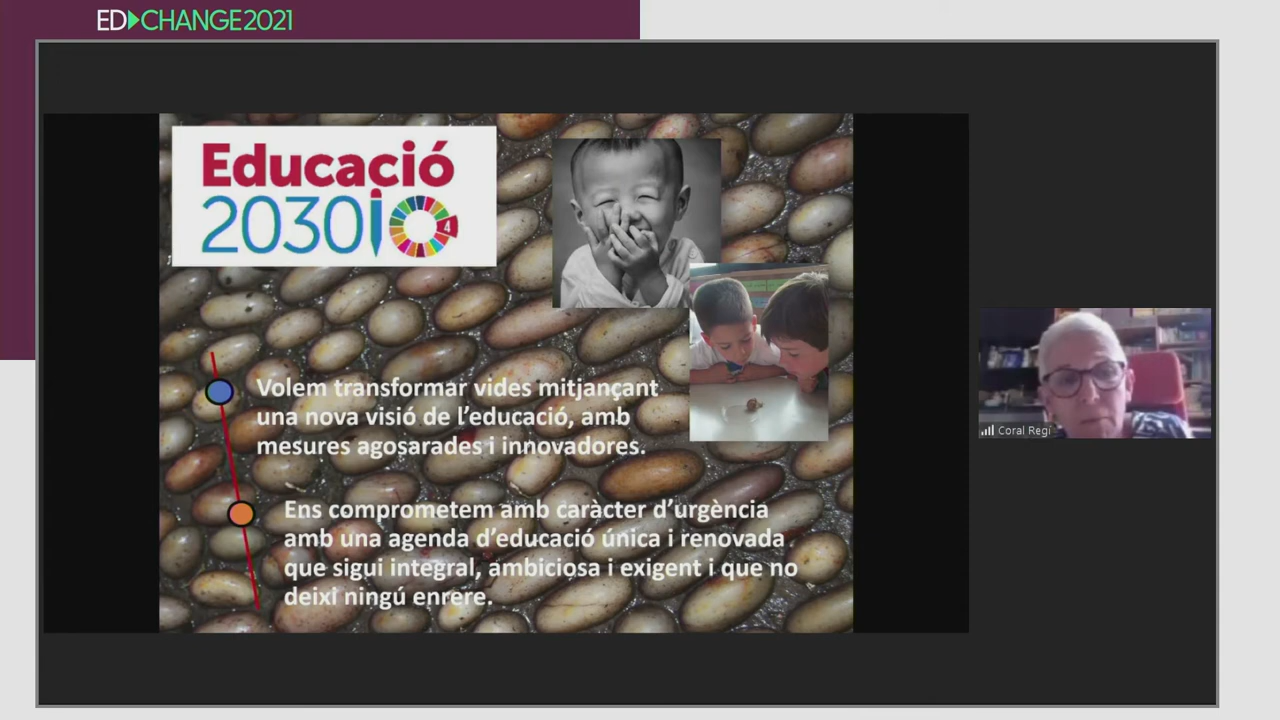 ED CHANGE2021
Educació
2030
4
Volem transformar vides mitjançant
una nova visió de l’educació, amb
mesures agosarades i innovadores.
Ens comprometem amb caràcter d’urgència
amb una agenda d’educació única i renovada
que sigui integral, ambiciosa i exigent i que no
deixi ningú enrere.
Coral Regí